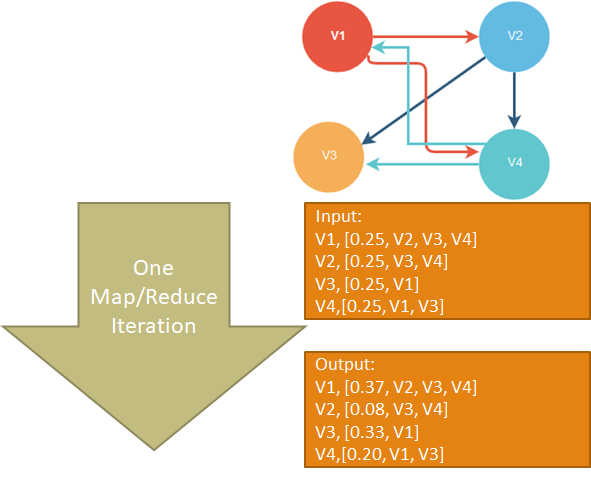 V1
V2
V3
V4
One
Map/Reduce
Iteration
Input:
V1, [0.25, V2, V3, V4]
V2, [0.25, V3, V4]
V3, [0.25, V1]
V4,[0.25, V1, V3]
Output:
V1, [0.37, V2, V3, V4]
V2, [0.08, V3, V4]
V3, [0.33, V1]
V4,[0.20, V1, V3]